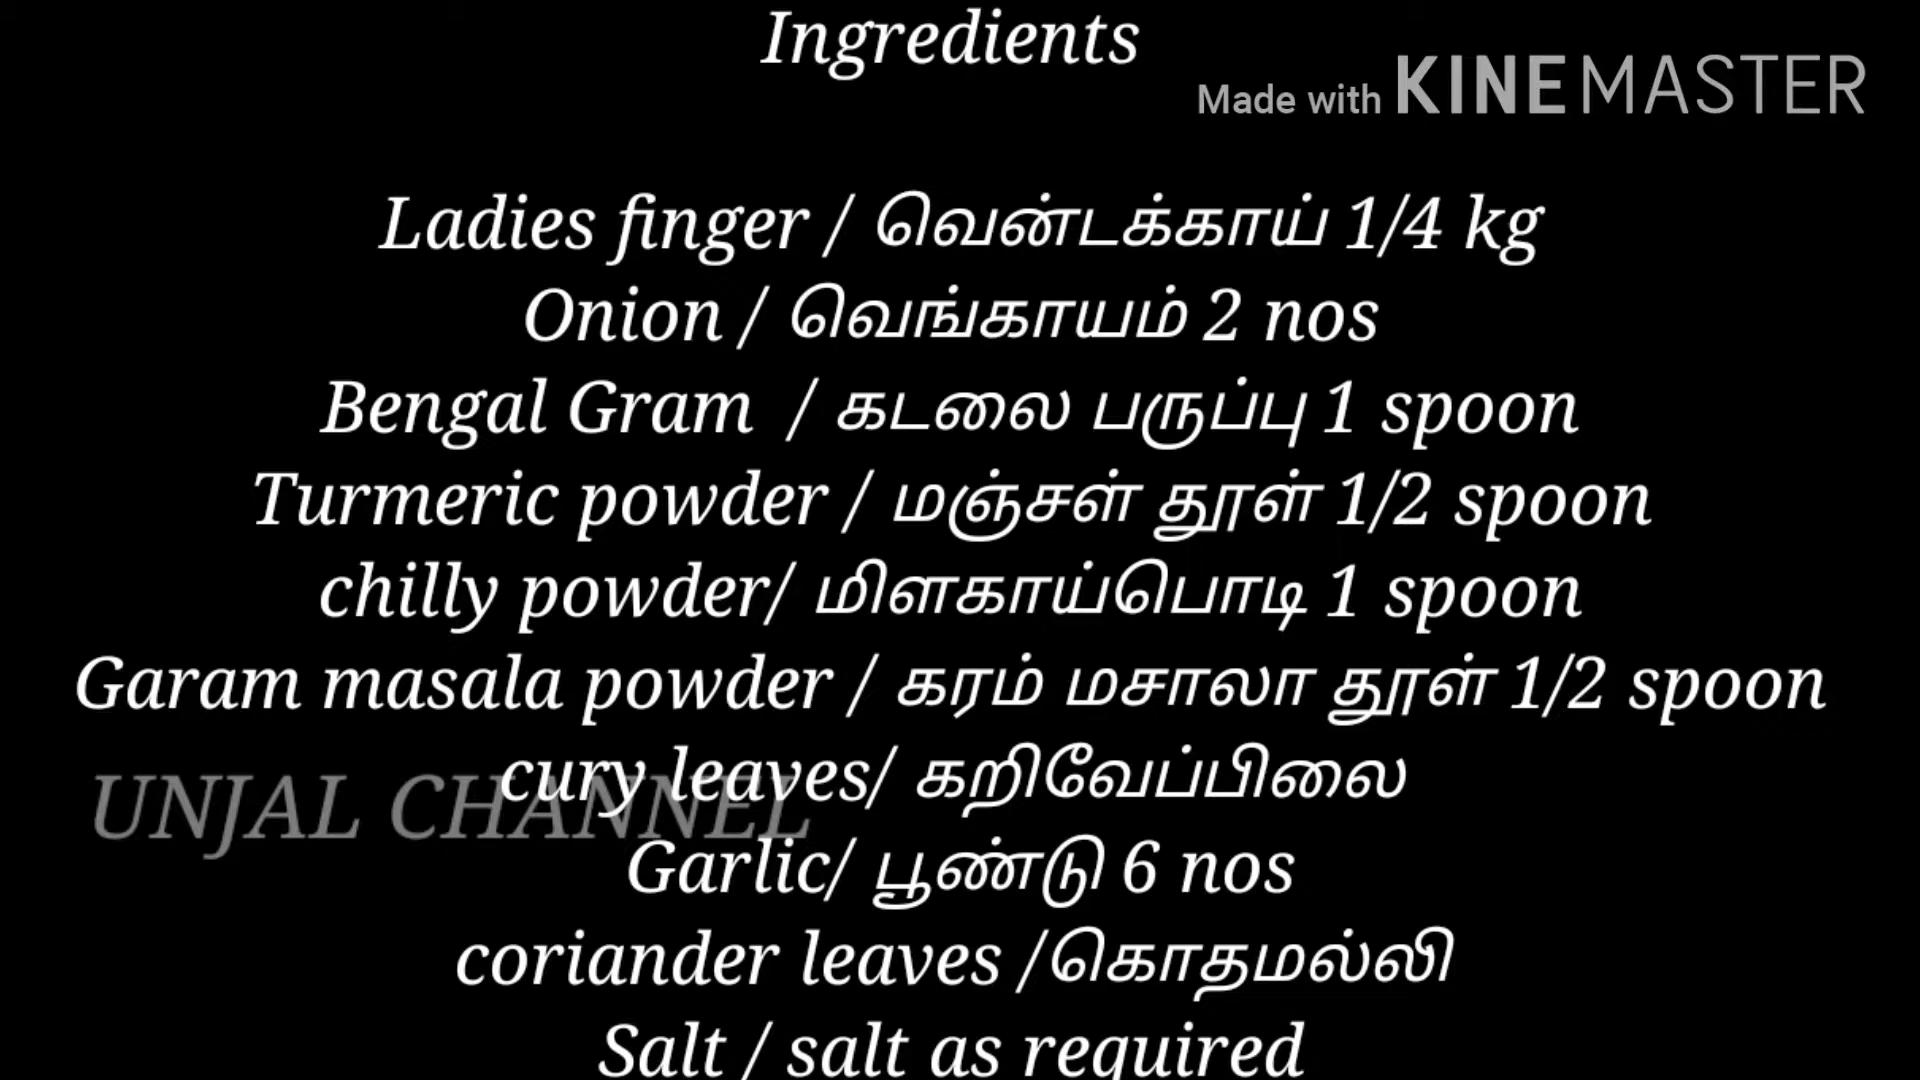 Ingredients
Made with KINEMASTER
Ladies finger / வென்டக்காய் 1/4 kg
Onion / வெங்காயம் 2 nos
Bengal Gram / கடலை பருப்பு 1 spoon
Turmeric powder / மஞ்சள் தூள் 1/2 spoon
chilly powder/ மிளகாய்பொடி 1 spoon
Garam masala powder / கரம் மசாலா தூள் 1/2 spoon
cury leaves/ கறிவேப்பிலை
UNJAL CHANNEL
Garlic/ பூண்டு 6 nos
coriander leaves /கொதமல்லி
Salt / salt as required